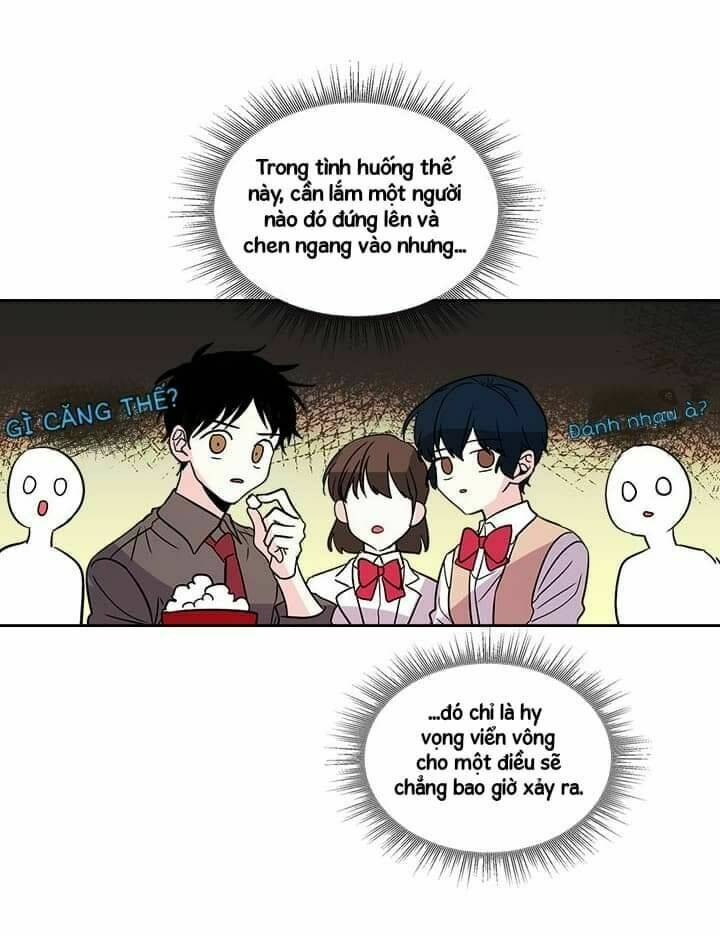 Trong tình huống thế
này, cần lắm một người
nào đó đứng lên và
chen ngang vào nhưng...
GÌ CĂNG THẾ?
Đánh nhau à?
...đó chỉ là hy
vọng viển vông
cho một điều sẽ
chẳng bao giờ xảy ra.